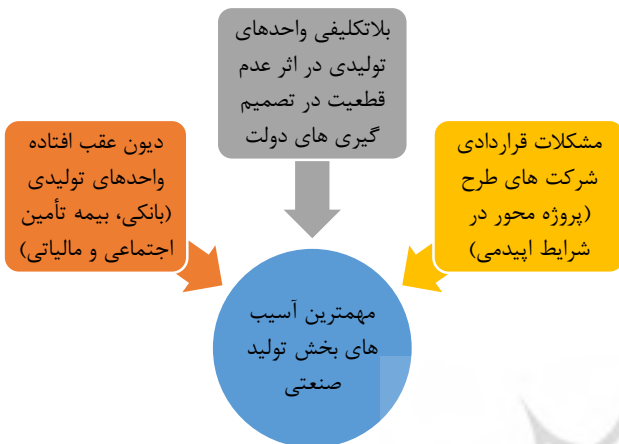 بلاتکلیفی واحدهای
تولیدی در اثر عدم
قطعیت در تصمیم
گیری های دولت
مشکلات قراردادی
شرکت های طرح
(پروژه محور در
شرایط اپیدمی)
دیون عقب افتاده
واحدهای تولیدی
(بانکی، بیمه تأمین
اجتماعی و مالیاتی)
مهمترین آسیب
های بخش تولید
صنعتی